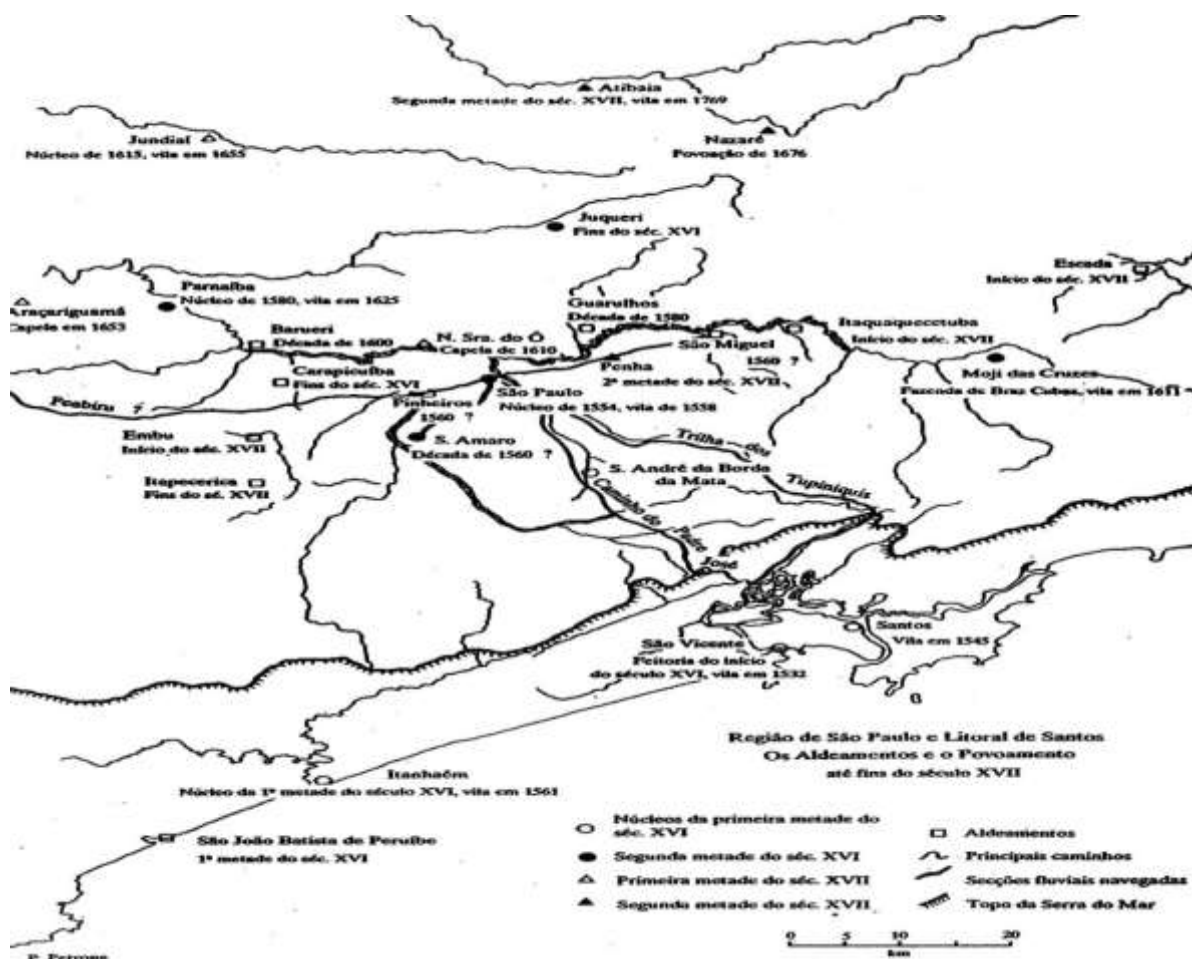 Atibaia
Segunda metade do séc. XVII, vila em 1769
Jundiaí
Núcleo de 1615, vila em 1655
Nazaré
Povoação de 1676
Juqueri
Fins do séc. XVI
Escada
Início do séc. XVII
Parnaíba
Núcleo de 1580, vila em 1625
Araçariguamã
Capela em 1653
Guarulhos
Década de 1580
Barueri
Década de 1600
N. Sra. do Ó
Capela de 1610
Itaquaquecetuba
Início do séc. XVII
São Miguel
1560 ?
Carapicuíba
Fins do séc. XVI
Penha
2ª metade do séc. XVII
Moji das Cruzes
Fazenda de Braz Cubas, vila em 1611
Peabiru ?
Pinheiros
1560 ?
São Paulo
Núcleo de 1554, vila de 1558
Embu
Início do séc. XVII
S. Amaro
Década de 1560 ?
Trilha dos Tupiniquis
S. André da Borda
da Mata
Itapecerica
Fins do sé. XVII
Caminho do Padre José
Santos
Vila em 1545
São Vicente
Feitoria do início
do século XVI, vila em 1532
Itanhaém
Núcleo da 1ª metade do século XVI, vila em 1561
São João Batista de Peruíbe
1ª metade do séc. XVI
Região de São Paulo e Litoral de Santos
Os Aldeamentos e o Povoamento
até fins do século XVII
Núcleos da primeira metade do
séc. XVI
Segunda metade do séc. XVI
Primeira metade do séc. XVII
Segunda metade do séc. XVII
Aldeamentos
Principais caminhos
Secções fluviais navegadas
Topo da Serra do Mar
0 5 10 20
km
P. Petrone